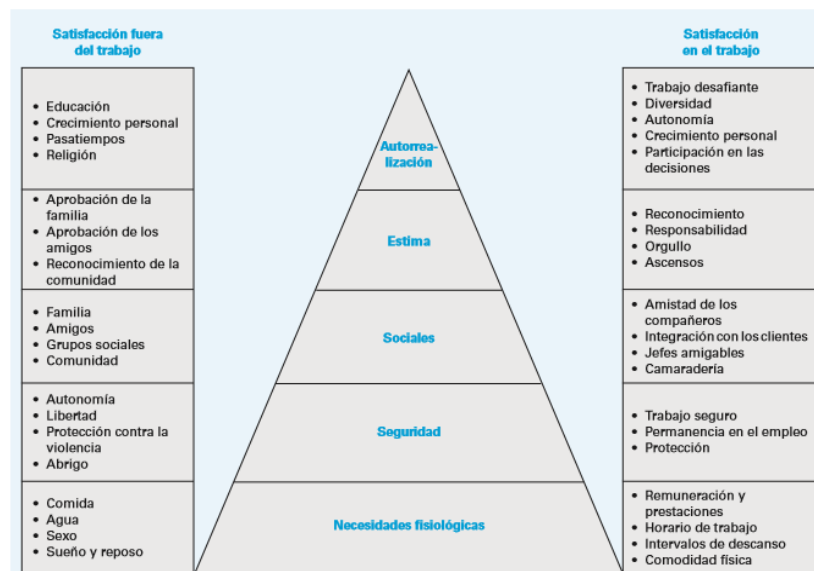 Satisfacción fuera
del trabajo
• Educación
• Crecimiento personal
• Pasatiempos
• Religión
• Aprobación de la
familia
• Aprobación de los
amigos
• Reconocimiento de la
comunidad
• Familia
• Amigos
• Grupos sociales
• Comunidad
• Autonomía
• Libertad
• Protección contra la
violencia
• Abrigo
• Comida
• Agua
• Sexo
• Sueño y reposo
Autorrea-
lización
Estima
Sociales
Seguridad
Necesidades fisiológicas
Satisfacción
en el trabajo
• Trabajo desafiante
• Diversidad
• Autonomía
• Crecimiento personal
• Participación en las
decisiones
• Reconocimiento
• Responsabilidad
• Orgullo
• Ascensos
• Amistad de los
compañeros
• Integración con los clientes
• Jefes amigables
• Camaradería
• Trabajo seguro
• Permanencia en el empleo
• Protección
• Remuneración y
prestaciones
• Horario de trabajo
• Intervalos de descanso
• Comodidad física